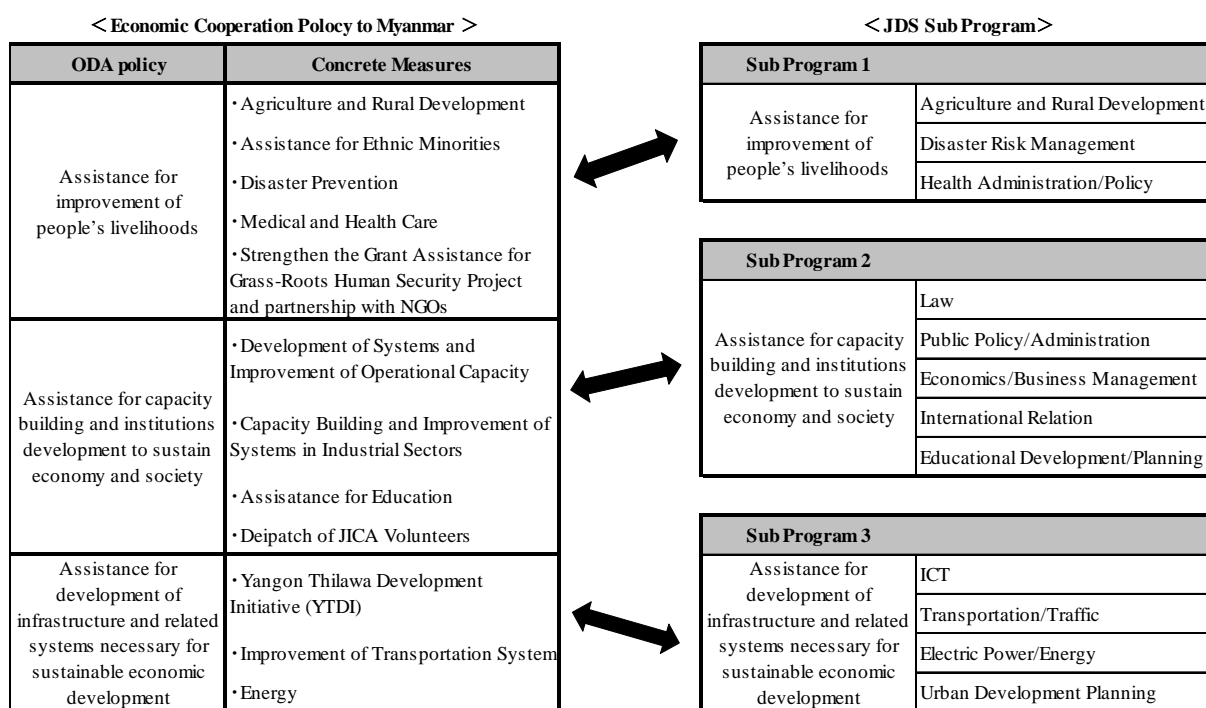 ＜Economic Cooperation Polocy to Myanmar ＞
ODA policy
Concrete Measures
Assistance for
improvement of
people's livelihoods
・Agriculture and Rural Development
・Assistance for Ethnic Minorities
・Disaster Prevention
・Medical and Health Care
・Strengthen the Grant Assistance for
Grass-Roots Human Security Project
and partnership with NGOs
Assistance for capacity
building and institutions
development to sustain
economy and society
・Development of Systems and
Improvement of Operational Capacity
・Capacity Building and Improvement of
Systems in Industrial Sectors
・Assisatance for Education
・Deipatch of JICA Volunteers
Assistance for
development of
infrastructure and related
systems necessary for
sustainable economic
development
・Yangon Thilawa Development
Initiative (YTDI)
・Improvement of Transportation System
・Energy
＜JDS Sub Program＞
Sub Program 1
Assistance for
improvement of
people's livelihoods
Agriculture and Rural Development
Disaster Risk Management
Health Administration/Policy
Sub Program 2
Assistance for capacity
building and institutions
development to sustain
economy and society
Law
Public Policy/Administration
Economics/Business Management
International Relation
Educational Development/Planning
Sub Program 3
Assistance for
development of
infrastructure and related
systems necessary for
sustainable economic
development
ICT
Transportation/Traffic
Electric Power/Energy
Urban Development Planning